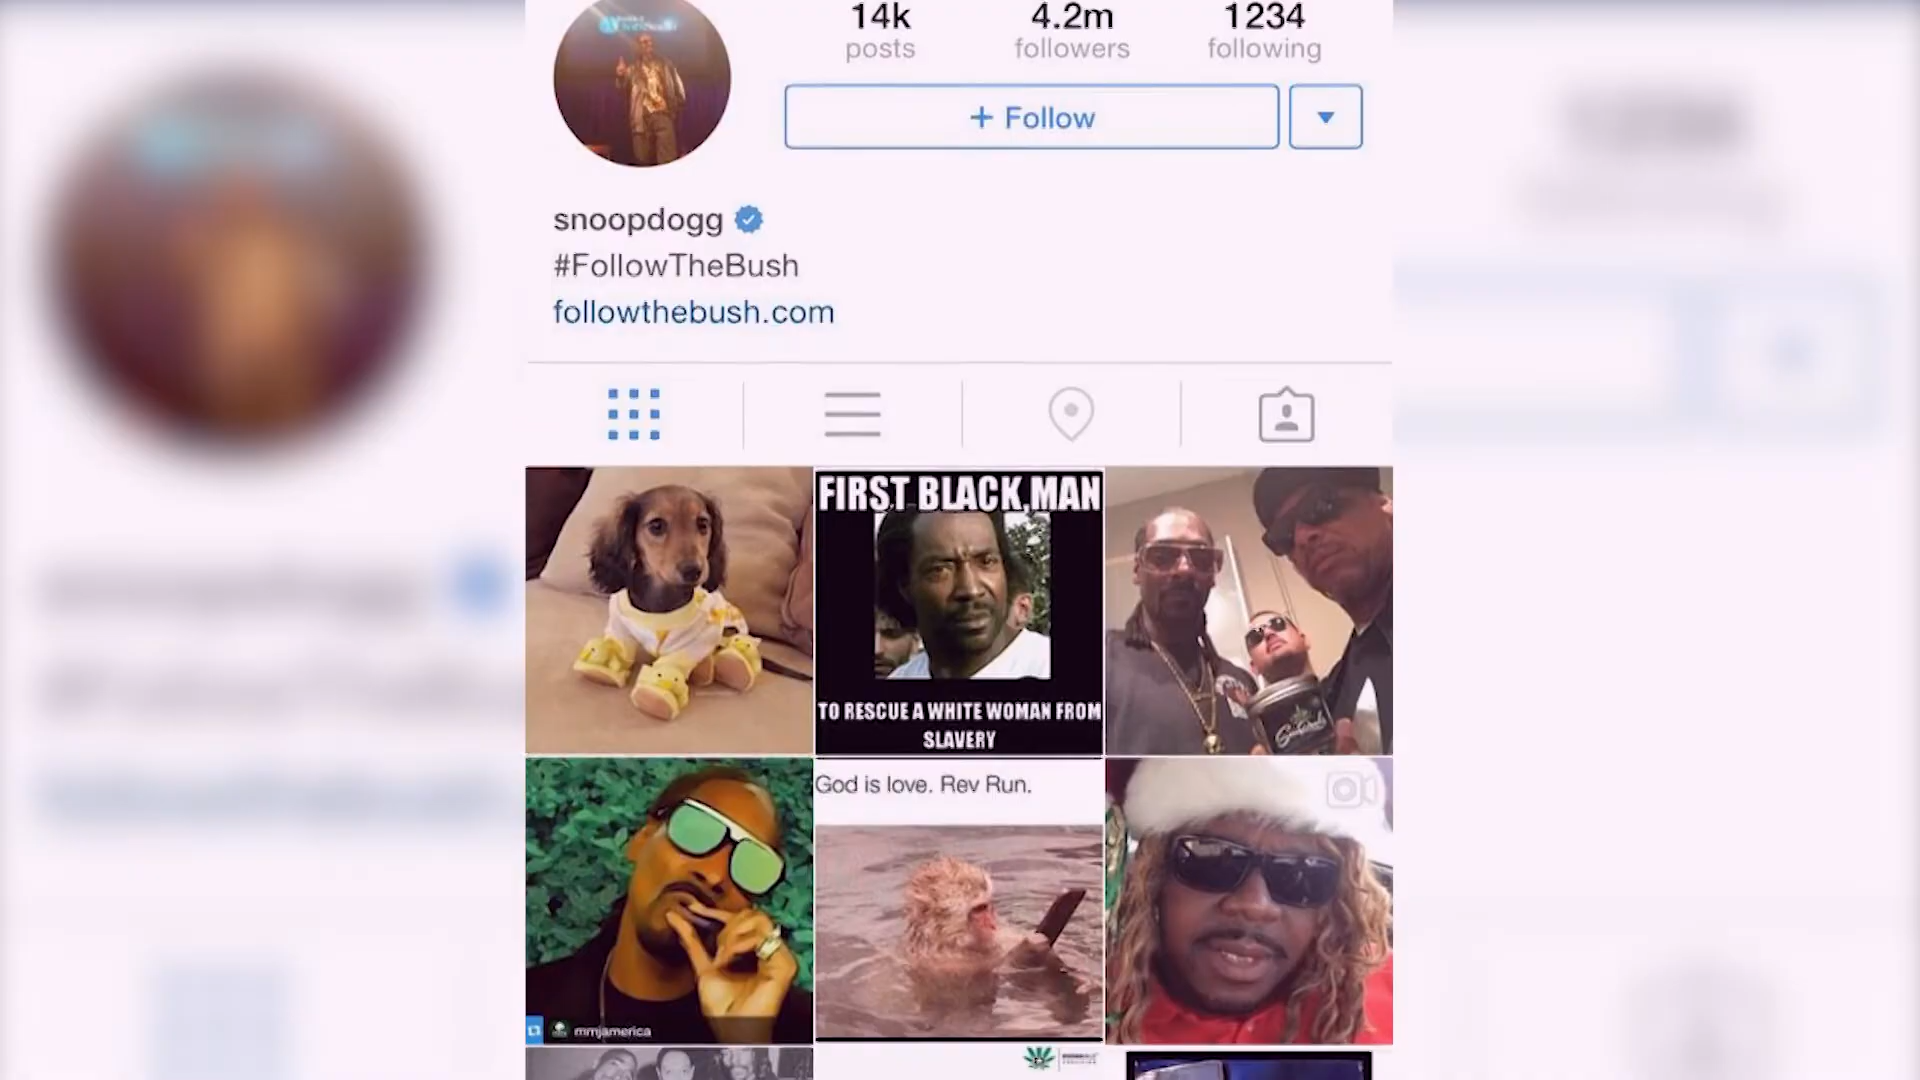 14k 4.2m 1234
posts followers following
+ Follow
snoopdogg
#FollowTheBush
followthebush.com
FIRST BLACK,MAN
TO RESCUE A WHITE WOMAN FROM
SLAVERY
God is love. Rev Run.
mmjamerica